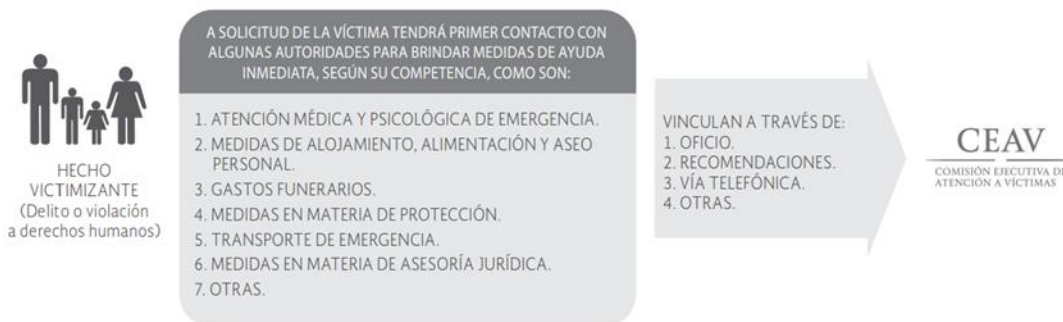 HECHO
VICTIMIZANTE
(Delito o violación
a derechos humanos)
A SOLICITUD DE LA VÍCTIMA TENDRÁ PRIMER CONTACTO CON
ALGUNAS AUTORIDADES PARA BRINDAR MEDIDAS DE AYUDA
INMEDIATA, SEGÚN SU COMPETENCIA, COMO SON:
1. ATENCIÓN MÉDICA Y PSICOLÓGICA DE EMERGENCIA.
2. MEDIDAS DE ALOJAMIENTO, ALIMENTACIÓN Y ASEO
PERSONAL.
3. GASTOS FUNERARIOS.
4. MEDIDAS EN MATERIA DE PROTECCIÓN.
5. TRANSPORTE DE EMERGENCIA.
6. MEDIDAS EN MATERIA DE ASESORÍA JURÍDICA.
7. OTRAS.
VINCULAN A TRAVÉS DE:
1. OFICIO.
2. RECOMENDACIONES.
3. VÍA TELEFÓNICA.
4. OTRAS.
CEAV
COMISIÓN EJECUTIVA DE
ATENCIÓN A VÍCTIMAS